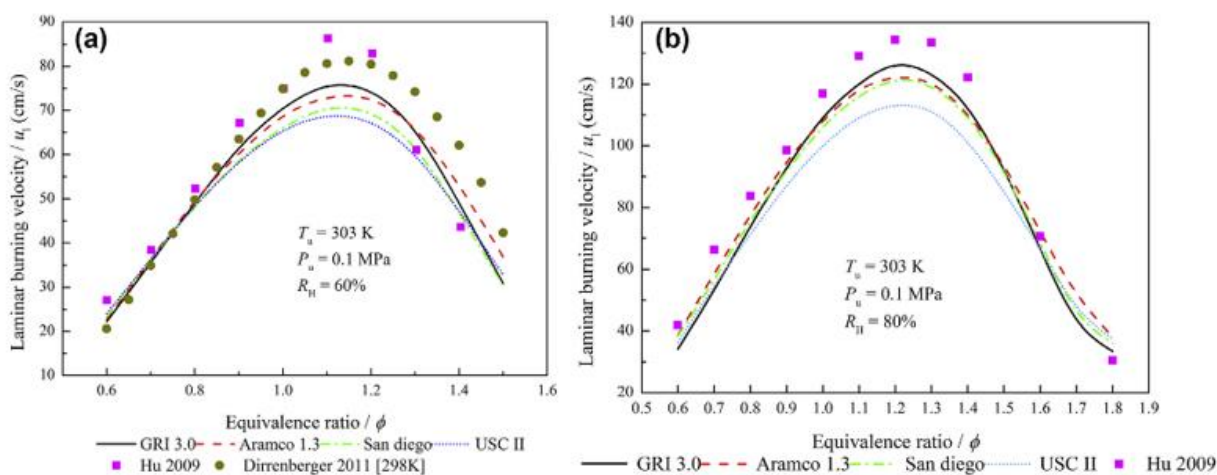 (a)
Laminar burning velocity / u_l (cm/s)
90
80
70
60
50
40
30
20
10
T_u = 303 K
P_u = 0.1 MPa
R_H = 60%
0.6 0.8 1.0 1.2 1.4 1.6
Equivalence ratio / ϕ
GRI 3.0 Aramco 1.3 San diego USC II
Hu 2009 Dirrenberger 2011 [298K]
(b)
Laminar burning velocity / u_l (cm/s)
140
120
100
80
60
40
20
T_u = 303 K
P_u = 0.1 MPa
R_H = 80%
0.5 0.6 0.7 0.8 0.9 1.0 1.1 1.2 1.3 1.4 1.5 1.6 1.7 1.8 1.9
Equivalence ratio / ϕ
GRI 3.0 Aramco 1.3 San diego USC II Hu 2009